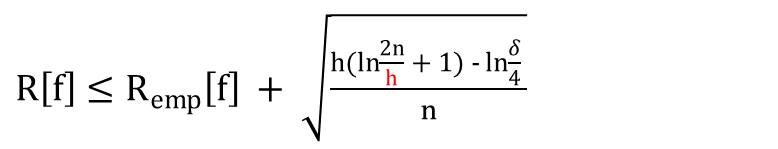 R[f] ≤ R_emp[f] + √((h(ln(2n/h) + 1) - ln(δ/4))/n)